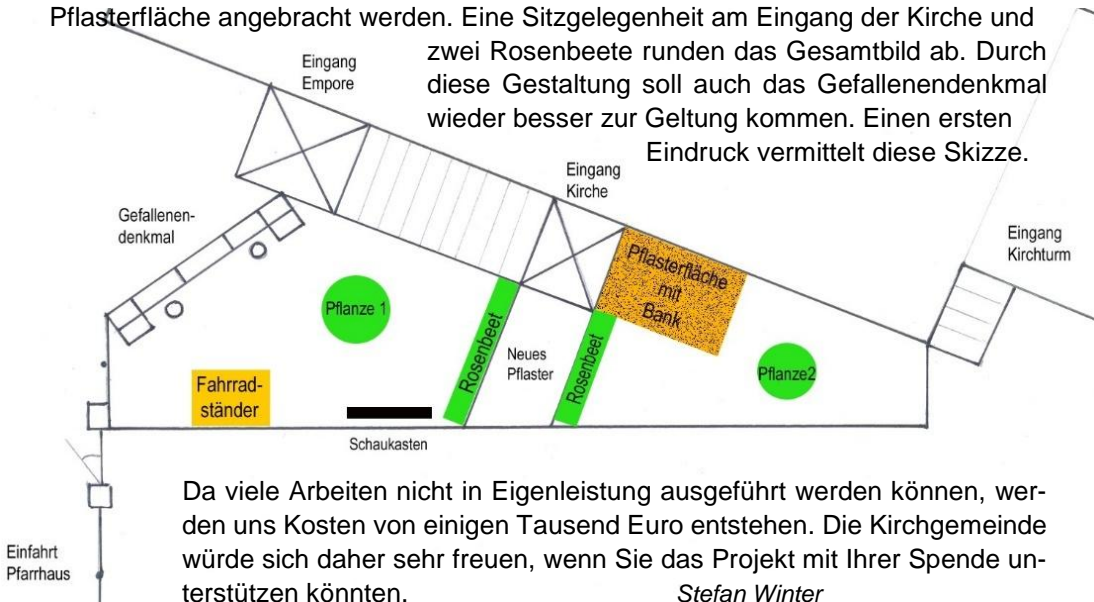 Pflasterfläche angebracht werden. Eine Sitzgelegenheit am Eingang der Kirche und
zwei Rosenbeete runden das Gesamtbild ab. Durch
diese Gestaltung soll auch das Gefallenendenkmal
wieder besser zur Geltung kommen. Einen ersten
Eindruck vermittelt diese Skizze.
Eingang
Empore
Eingang
Kirche
Gefallenen-
denkmal
Eingang
Kirchturm
Pflasterfläche
mit
Bank
Pflanze 1
Rosenbeet
Neues
Pflaster
Rosenbeet
Pflanze2
Fahrrad-
ständer
Schaukasten
Einfahrt
Pfarrhaus
Da viele Arbeiten nicht in Eigenleistung ausgeführt werden können, wer-
den uns Kosten von einigen Tausend Euro entstehen. Die Kirchgemeinde
würde sich daher sehr freuen, wenn Sie das Projekt mit Ihrer Spende un-
terstützen könnten.
Stefan Winter